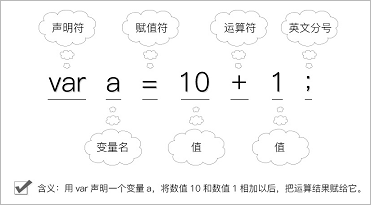 声明符 赋值符 运算符 英文分号
var a = 10 + 1 ;
变量名 值 值
含义：用 var 声明一个变量 a，将数值 10 和数值 1 相加以后，把运算结果赋给它。